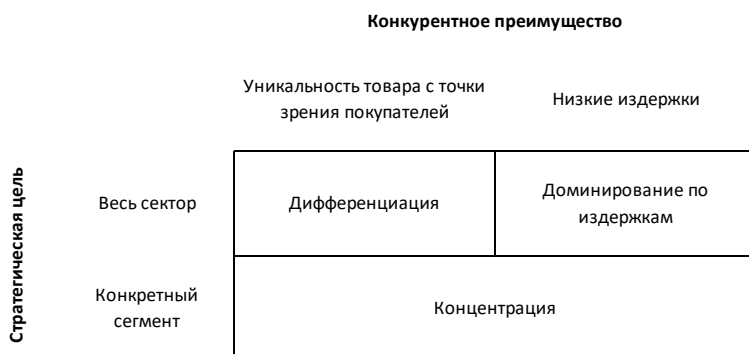 Конкурентное преимущество
Уникальность товара с точки
зрения покупателей
Низкие издержки
Стратегическая цель
Весь сектор
Дифференциация
Доминирование по
издержкам
Конкретный
сегмент
Концентрация